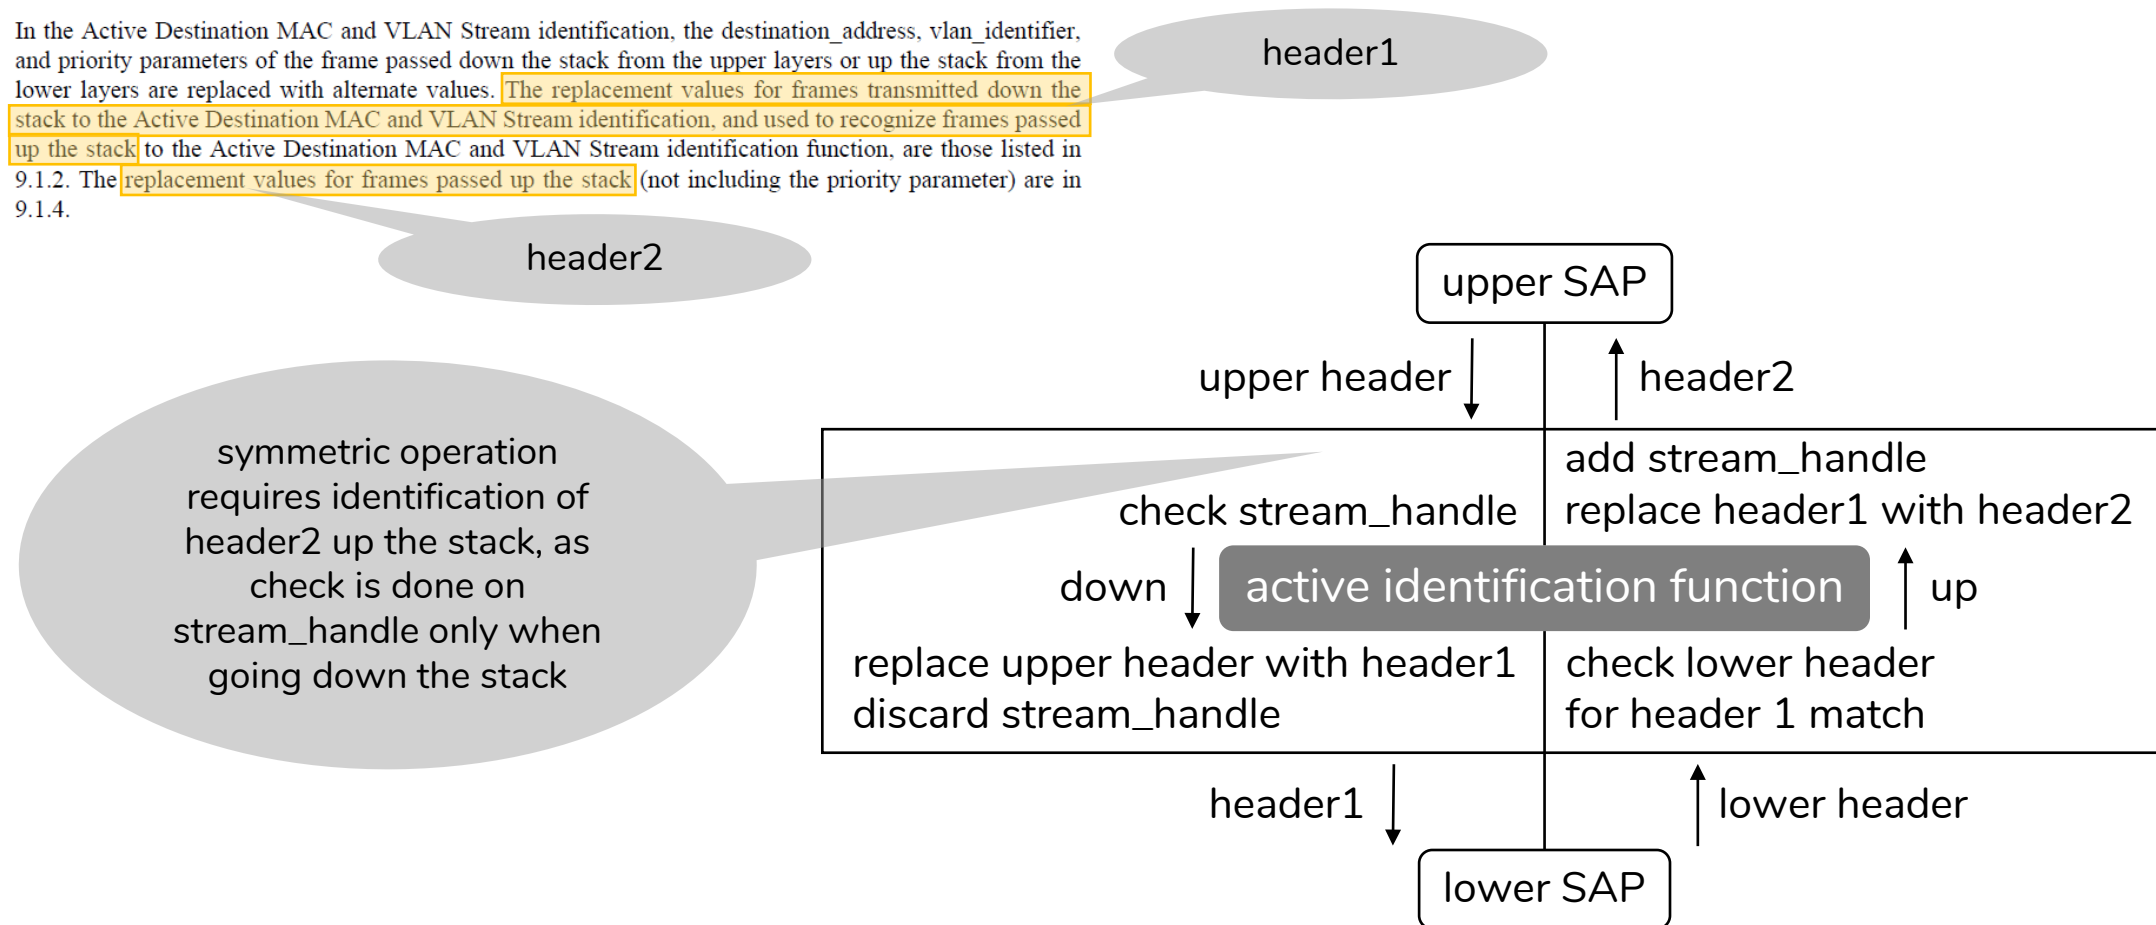 In the Active Destination MAC and VLAN Stream identification, the destination_address, vlan_identifier,
and priority parameters of the frame passed down the stack from the upper layers or up the stack from the
lower layers are replaced with alternate values. The replacement values for frames transmitted down the
stack to the Active Destination MAC and VLAN Stream identification, and used to recognize frames passed
up the stack to the Active Destination MAC and VLAN Stream identification function, are those listed in
9.1.2. The replacement values for frames passed up the stack (not including the priority parameter) are in
9.1.4.
header1
header2
upper SAP
upper header
header2
symmetric operation
requires identification of
header2 up the stack, as
check is done on
stream_handle only when
going down the stack
check stream_handle
add stream_handle
replace header1 with header2
down
active identification function
up
replace upper header with header1
discard stream_handle
check lower header
for header 1 match
header1
lower header
lower SAP